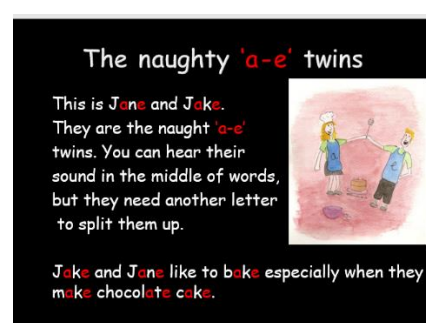 The naughty ‘a-e’ twins
This is Jane and Jake.
They are the naught ‘a-e’
twins. You can hear their
sound in the middle of words,
but they need another letter
to split them up.
Jake and Jane like to bake especially when they
make chocolate cake.